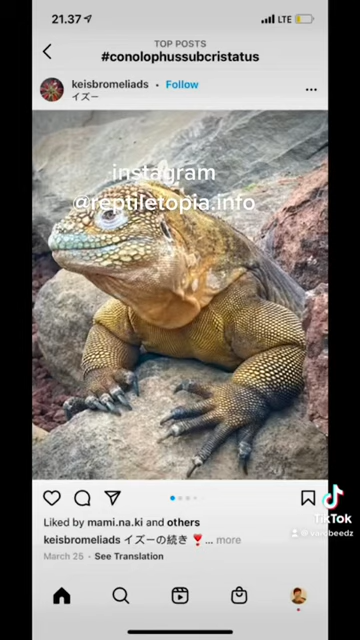 21.37
LTE
TOP POSTS
#conolophussubcristatus
keisbromeliads • Follow
イズー
instagram
@reptiletopia.info
Liked by mami.na.ki and others
keisbromeliads イズーの続き❣️... more
March 25 • See Translation
TikTok